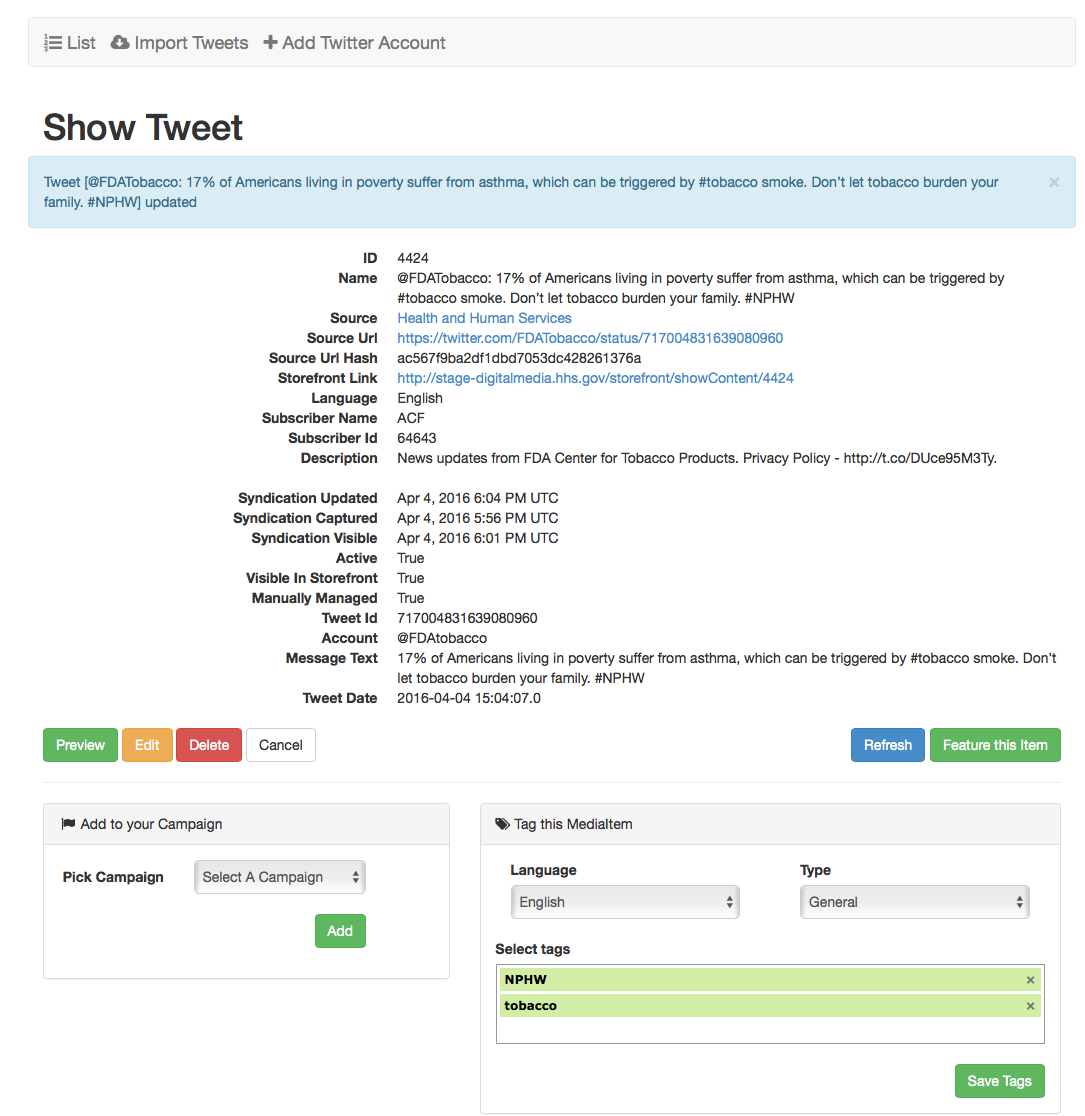 List Import Tweets Add Twitter Account
Show Tweet
Tweet [@FDATobacco: 17% of Americans living in poverty suffer from asthma, which can be triggered by #tobacco smoke. Don't let tobacco burden your
family. #NPHW] updated
×
ID 4424
Name @FDATobacco: 17% of Americans living in poverty suffer from asthma, which can be triggered by
#tobacco smoke. Don't let tobacco burden your family. #NPHW
Source Health and Human Services
Source Url https://twitter.com/FDATobacco/status/717004831639080960
Source Url Hash ac567f9ba2df1dbd7053dc428261376a
Storefront Link http://stage-digitalmedia.hhs.gov/storefront/showContent/4424
Language English
Subscriber Name ACF
Subscriber Id 64643
Description News updates from FDA Center for Tobacco Products. Privacy Policy - http://t.co/DUce95M3Ty.
Syndication Updated Apr 4, 2016 6:04 PM UTC
Syndication Captured Apr 4, 2016 5:56 PM UTC
Syndication Visible Apr 4, 2016 6:01 PM UTC
Active True
Visible In Storefront True
Manually Managed True
Tweet Id 717004831639080960
Account @FDAtobacco
Message Text 17% of Americans living in poverty suffer from asthma, which can be triggered by #tobacco smoke. Don't
let tobacco burden your family. #NPHW
Tweet Date 2016-04-04 15:04:07.0
Preview Edit Delete Cancel Refresh Feature this Item
Add to your Campaign
Pick Campaign Select A Campaign
Add
Tag this MediaItem
Language Type
English General
Select tags
NPHW ×
tobacco ×
Save Tags